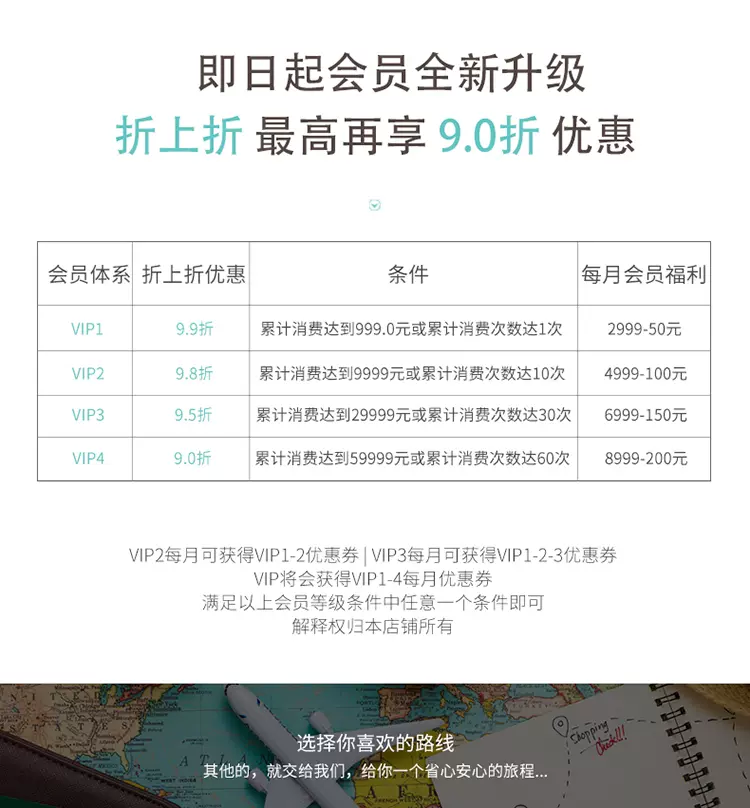 即日起会员全新升级
折上折 最高再享 9.0折 优惠
会员体系 折上折优惠 条件 每月会员福利
VIP1 9.9折 累计消费达到999.0元或累计消费次数达1次 2999-50元
VIP2 9.8折 累计消费达到9999元或累计消费次数达10次 4999-100元
VIP3 9.5折 累计消费达到29999元或累计消费次数达30次 6999-150元
VIP4 9.0折 累计消费达到59999元或累计消费次数达60次 8999-200元
VIP2每月可获得VIP1-2优惠券 | VIP3每月可获得VIP1-2-3优惠券
VIP将会获得VIP1-4每月优惠券
满足以上会员等级条件中任意一个条件即可
解释权归本店铺所有
Shopping
Check!!
选择你喜欢的路线
其他的，就交给我们，给你一个省心安心的旅程...